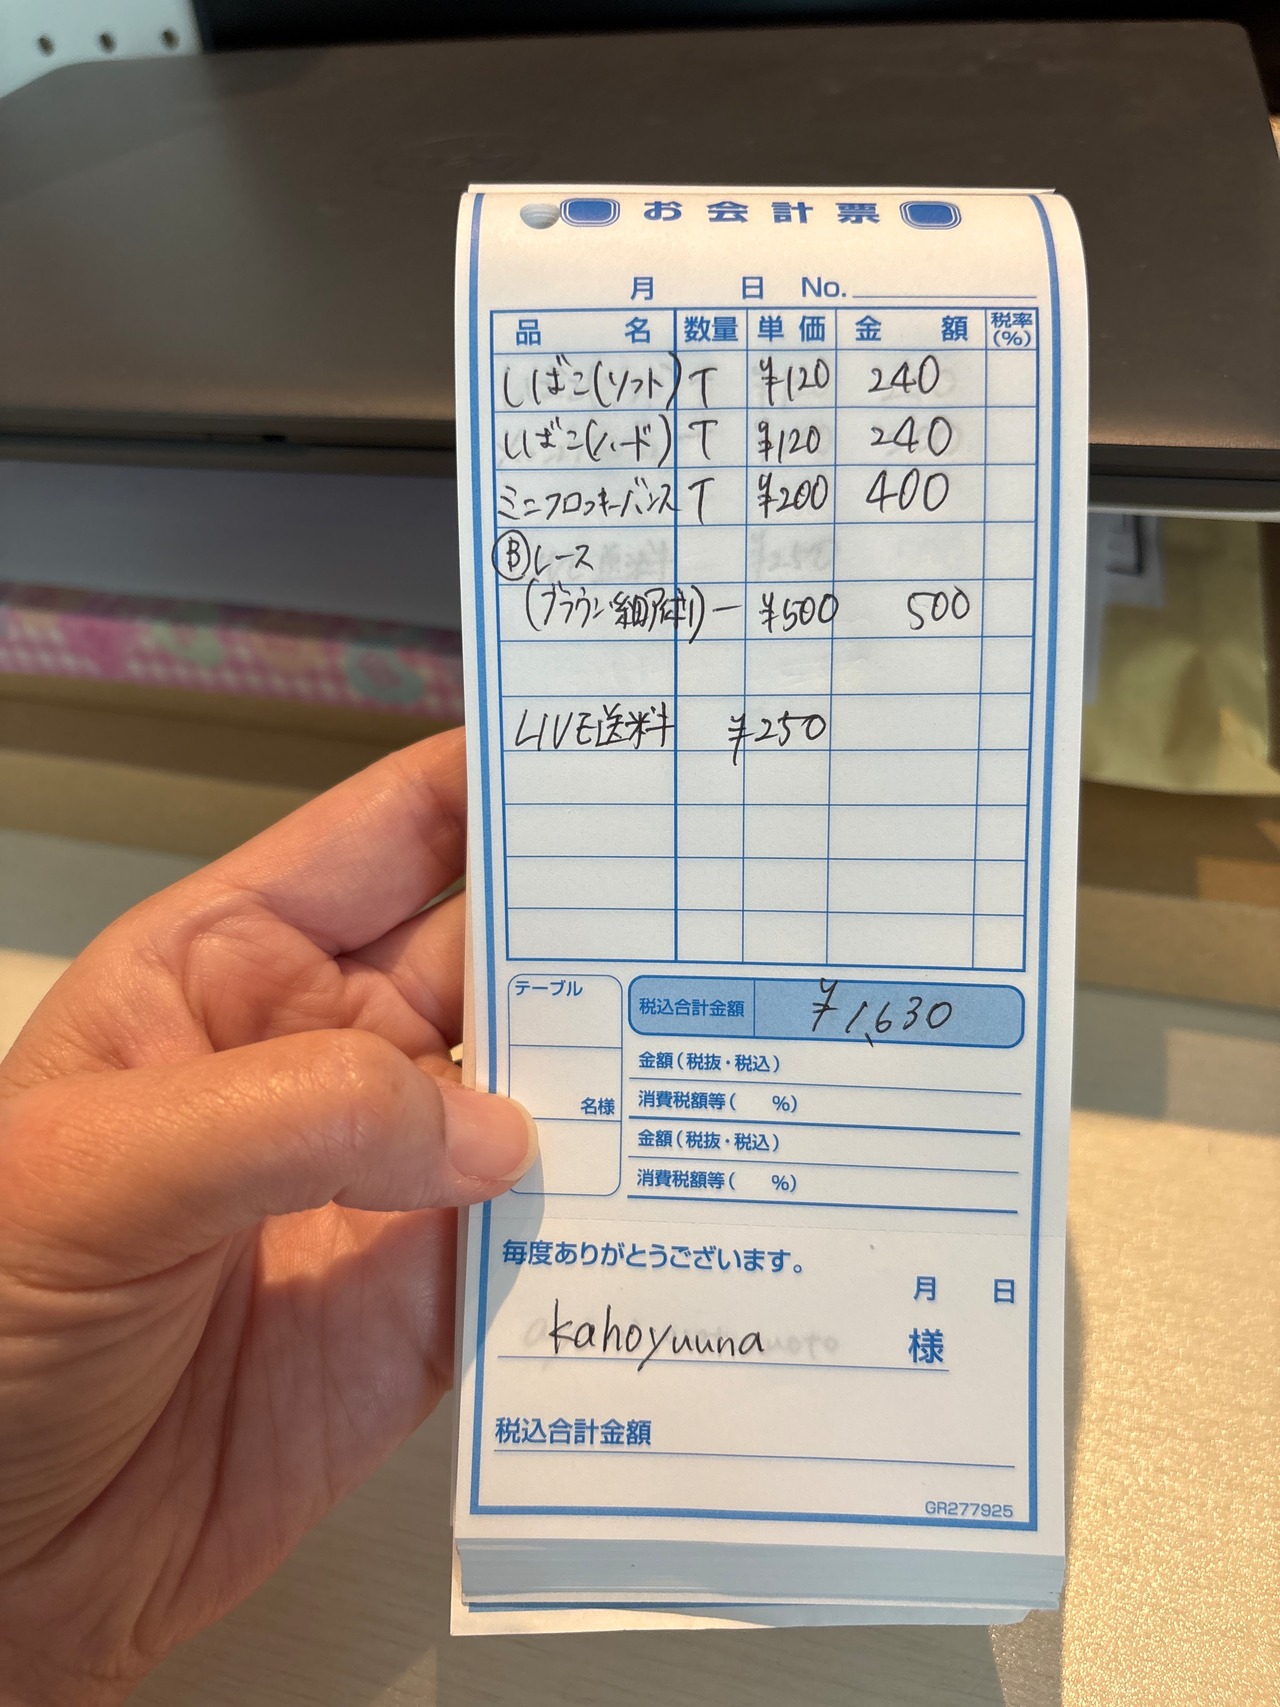 お会計票
月 日 No.
品名 数量 単価 金額 税率(%)
しばこ(ソフト) T ¥120 240
しばこ(ハード) T ¥120 240
ミニフロッキーバンス T ¥200 400
Ⓑレース
(ブラウン 細 ー ¥500 500
LIVE送料 ¥250
テーブル
税込合計金額 ¥1,630
金額(税抜・税込)
消費税額等( %)
名様
金額(税抜・税込)
消費税額等( %)
毎度ありがとうございます。
月 日
kahoyuuna 様
税込合計金額
GR277925